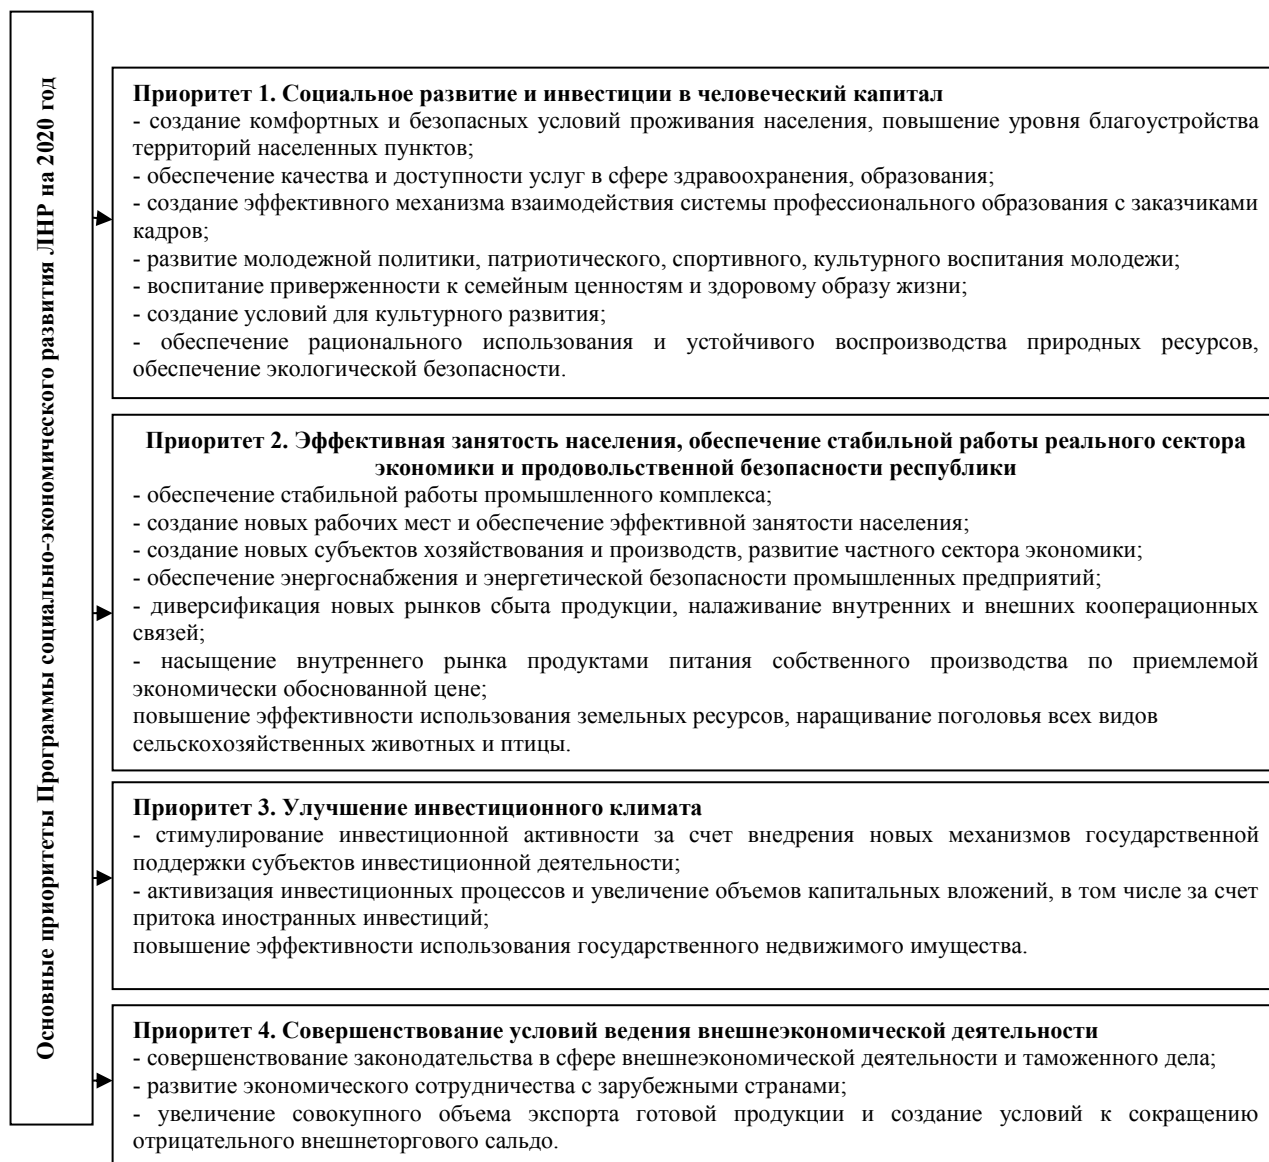 Основные приоритеты Программы социально-экономического развития ЛНР на 2020 год
Приоритет 1. Социальное развитие и инвестиции в человеческий капитал
- создание комфортных и безопасных условий проживания населения, повышение уровня благоустройства
территорий населенных пунктов;
- обеспечение качества и доступности услуг в сфере здравоохранения, образования;
- создание эффективного механизма взаимодействия системы профессионального образования с заказчиками
кадров;
- развитие молодежной политики, патриотического, спортивного, культурного воспитания молодежи;
- воспитание приверженности к семейным ценностям и здоровому образу жизни;
- создание условий для культурного развития;
- обеспечение рационального использования и устойчивого воспроизводства природных ресурсов,
обеспечение экологической безопасности.
Приоритет 2. Эффективная занятость населения, обеспечение стабильной работы реального сектора
экономики и продовольственной безопасности республики
- обеспечение стабильной работы промышленного комплекса;
- создание новых рабочих мест и обеспечение эффективной занятости населения;
- создание новых субъектов хозяйствования и производств, развитие частного сектора экономики;
- обеспечение энергоснабжения и энергетической безопасности промышленных предприятий;
- диверсификация новых рынков сбыта продукции, налаживание внутренних и внешних кооперационных
связей;
- насыщение внутреннего рынка продуктами питания собственного производства по приемлемой
экономически обоснованной цене;
повышение эффективности использования земельных ресурсов, наращивание поголовья всех видов
сельскохозяйственных животных и птицы.
Приоритет 3. Улучшение инвестиционного климата
- стимулирование инвестиционной активности за счет внедрения новых механизмов государственной
поддержки субъектов инвестиционной деятельности;
- активизация инвестиционных процессов и увеличение объемов капитальных вложений, в том числе за счет
притока иностранных инвестиций;
повышение эффективности использования государственного недвижимого имущества.
Приоритет 4. Совершенствование условий ведения внешнеэкономической деятельности
- совершенствование законодательства в сфере внешнеэкономической деятельности и таможенного дела;
- развитие экономического сотрудничества с зарубежными странами;
- увеличение совокупного объема экспорта готовой продукции и создание условий к сокращению
отрицательного внешнеторгового сальдо.